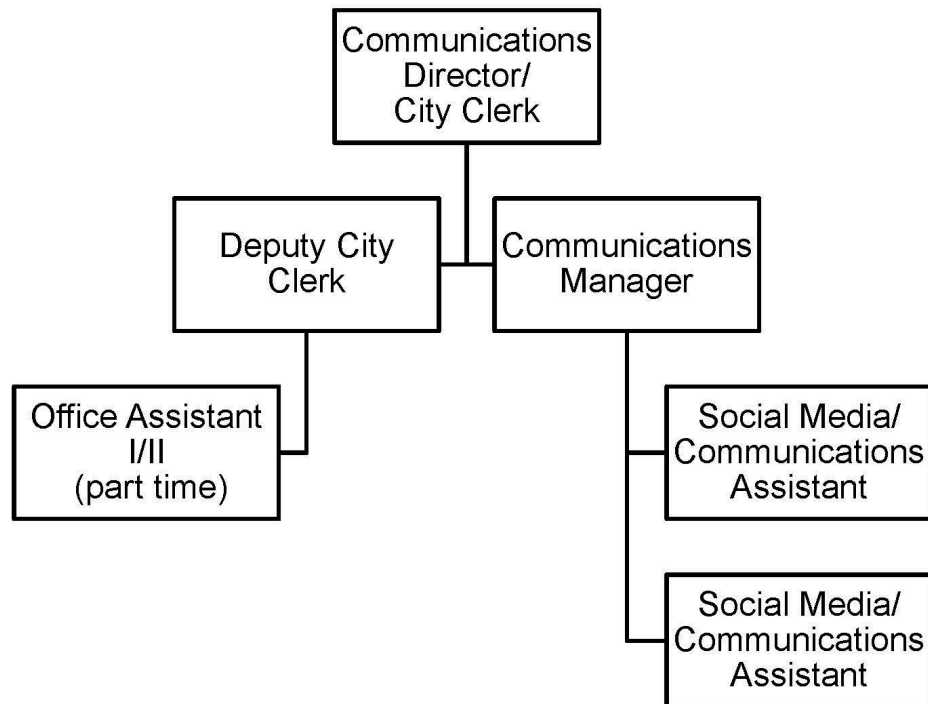 Communications
Director/
City Clerk
Deputy City
Clerk
Communications
Manager
Office Assistant
I/II
(part time)
Social Media/
Communications
Assistant
Social Media/
Communications
Assistant